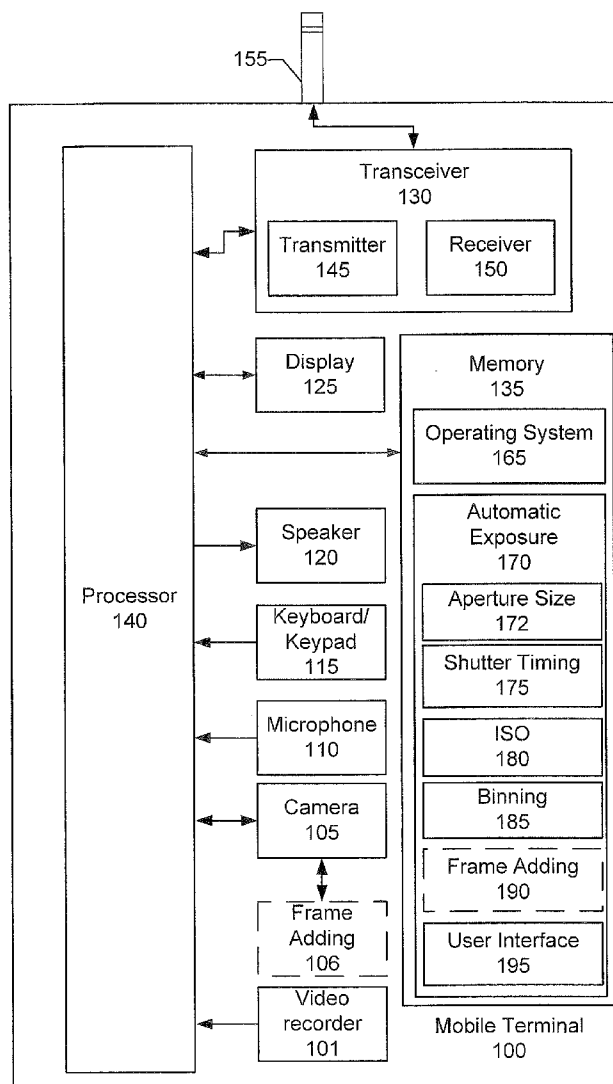 155
Transceiver
130
Transmitter
145
Receiver
150
Display
125
Memory
135
Operating System
165
Speaker
120
Automatic
Exposure
170
Processor
140
Keyboard/
Keypad
115
Aperture Size
172
Shutter Timing
175
Microphone
110
ISO
180
Camera
105
Binning
185
Frame
Adding
106
Frame Adding
190
User Interface
195
Video
recorder
101
Mobile Terminal
100